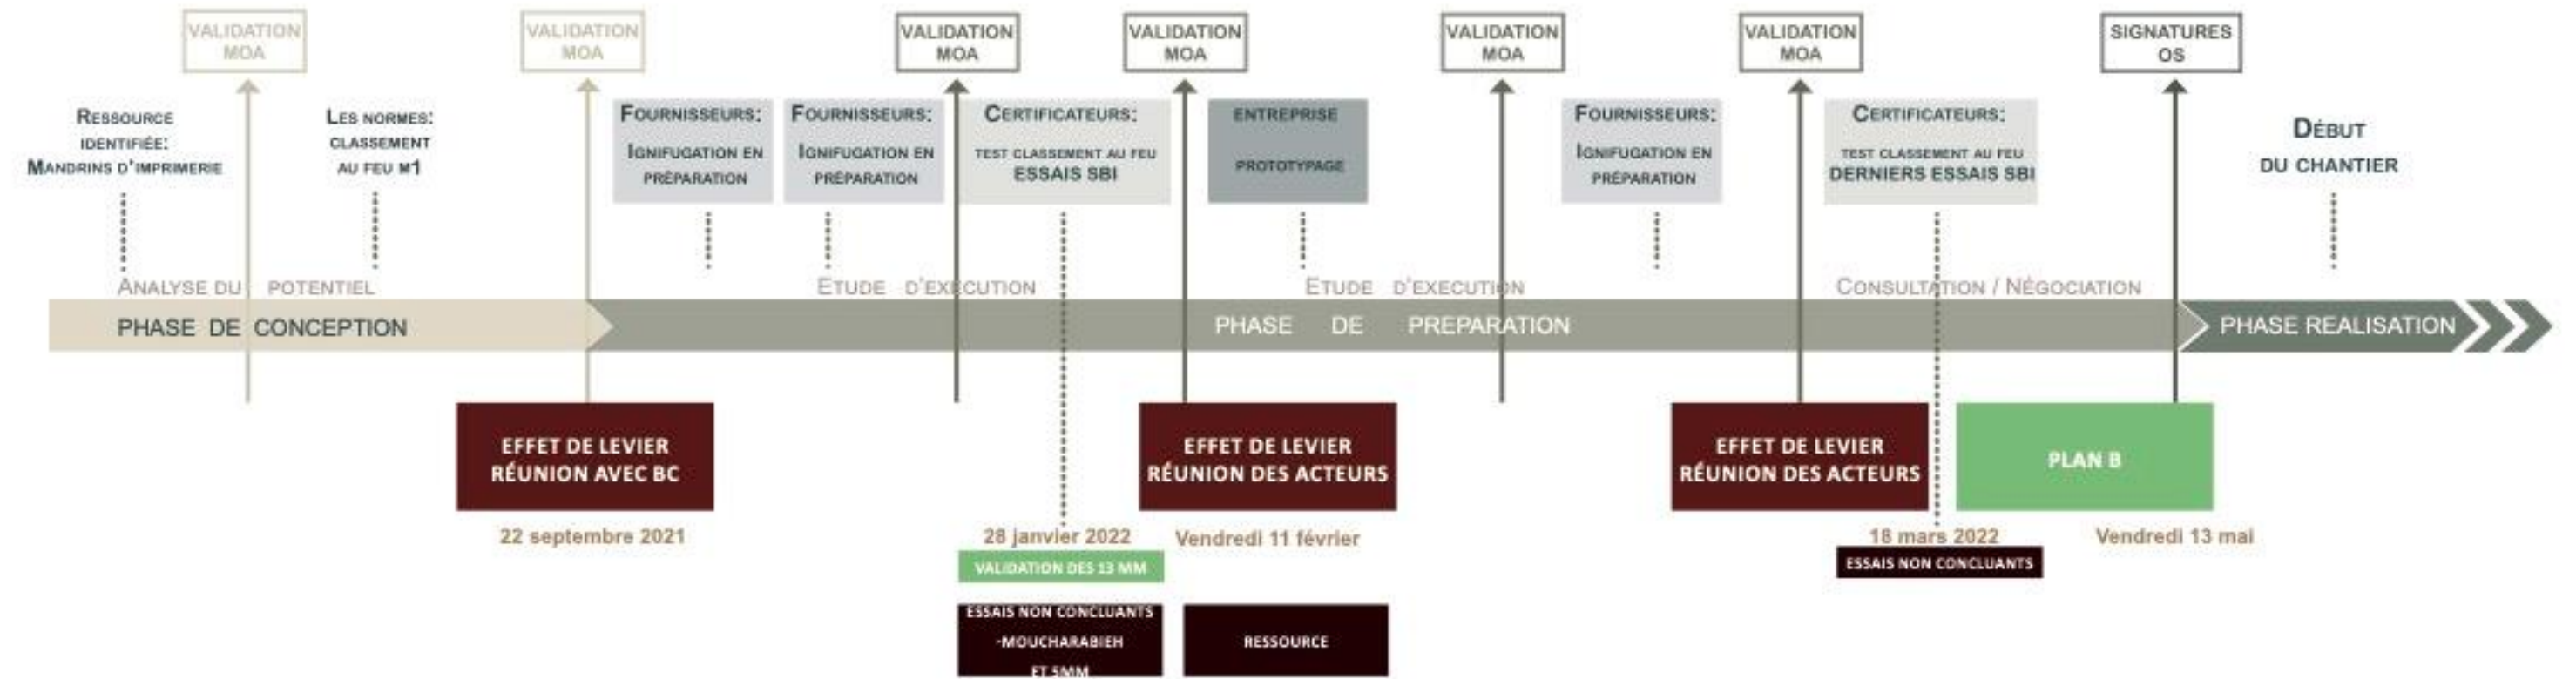 VALIDATION
MOA
VALIDATION
MOA
VALIDATION
MOA
VALIDATION
MOA
VALIDATION
MOA
VALIDATION
MOA
SIGNATURES
OS
RESSOURCE
IDENTIFIÉE:
MANDRINS D'IMPRIMERIE
LES NORMES:
CLASSEMENT
AU FEU M1
FOURNISSEURS:
IGNIFUGATION EN
PRÉPARATION
FOURNISSEURS:
IGNIFUGATION EN
PRÉPARATION
CERTIFICATEURS:
TEST CLASSEMENT AU FEU
ESSAIS SBI
ENTREPRISE
PROTOTYPAGE
FOURNISSEURS:
IGNIFUGATION EN
PRÉPARATION
CERTIFICATEURS:
TEST CLASSEMENT AU FEU
DERNIERS ESSAIS SBI
DÉBUT
DU CHANTIER
ANALYSE DU POTENTIEL
ETUDE D'EXECUTION
ETUDE D'EXECUTION
CONSULTATION / NÉGOCIATION
PHASE DE CONCEPTION
PHASE DE PREPARATION
PHASE REALISATION
EFFET DE LEVIER
RÉUNION AVEC BC
EFFET DE LEVIER
RÉUNION DES ACTEURS
EFFET DE LEVIER
RÉUNION DES ACTEURS
PLAN B
22 septembre 2021
28 janvier 2022
Vendredi 11 février
18 mars 2022
Vendredi 13 mai
VALIDATION DES 13 MM
ESSAIS NON CONCLUANTS
ESSAIS NON CONCLUANTS
-MOUCHARABIEH
ET 5MM
RESSOURCE